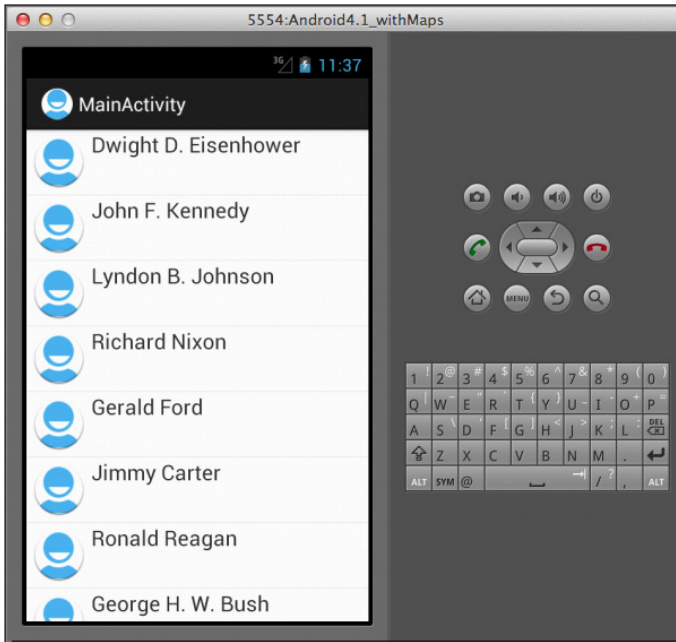 5554:Android4.1_withMaps
3G 11:37
MainActivity
Dwight D. Eisenhower
John F. Kennedy
Lyndon B. Johnson
Richard Nixon
Gerald Ford
Jimmy Carter
Ronald Reagan
George H. W. Bush
MENU
1 ! 2 @ 3 # 4 $ 5 % 6 ^ 7 & 8 * 9 ( 0 )
Q | W ~ E " R ` T { Y } U _ I - O + P =
A S \ D ' F [ G ] H < J > K ; L : DEL
Z X C V B N M .
ALT SYM @ / ? , ALT